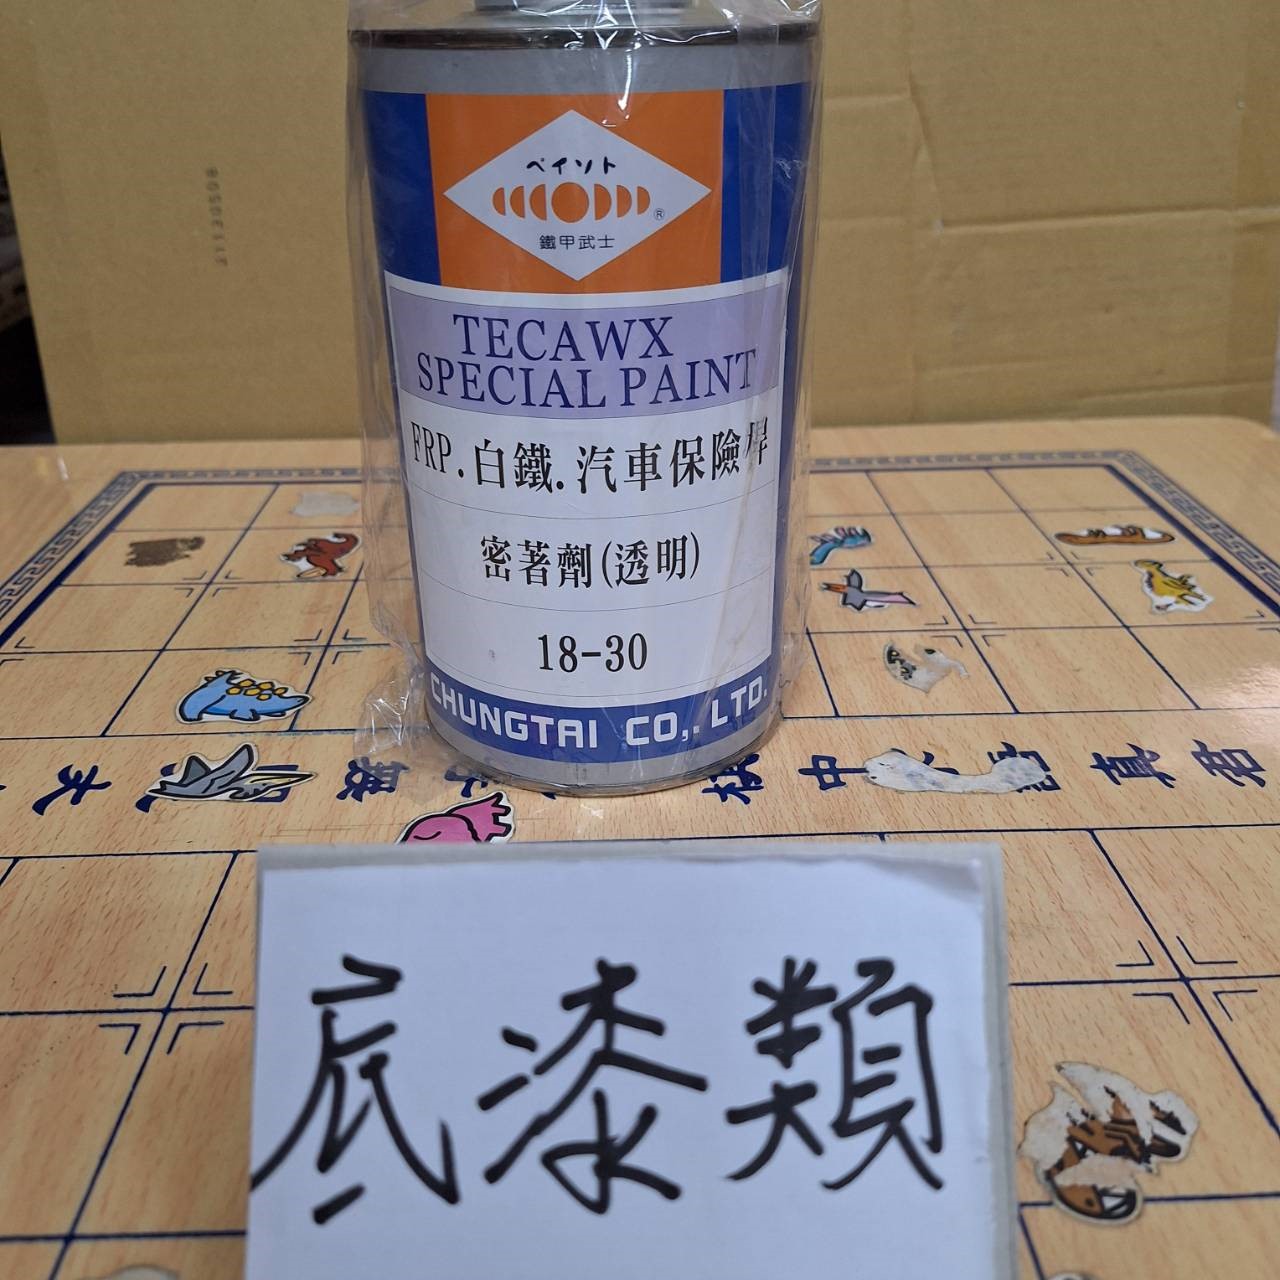 ペイソト
®
鐵甲武士
TECAWX
SPECIAL PAINT
FRP.白鐵.汽車保險桿
密著劑(透明)
18-30
CHUNGTAI CO,. LTD.
底漆類